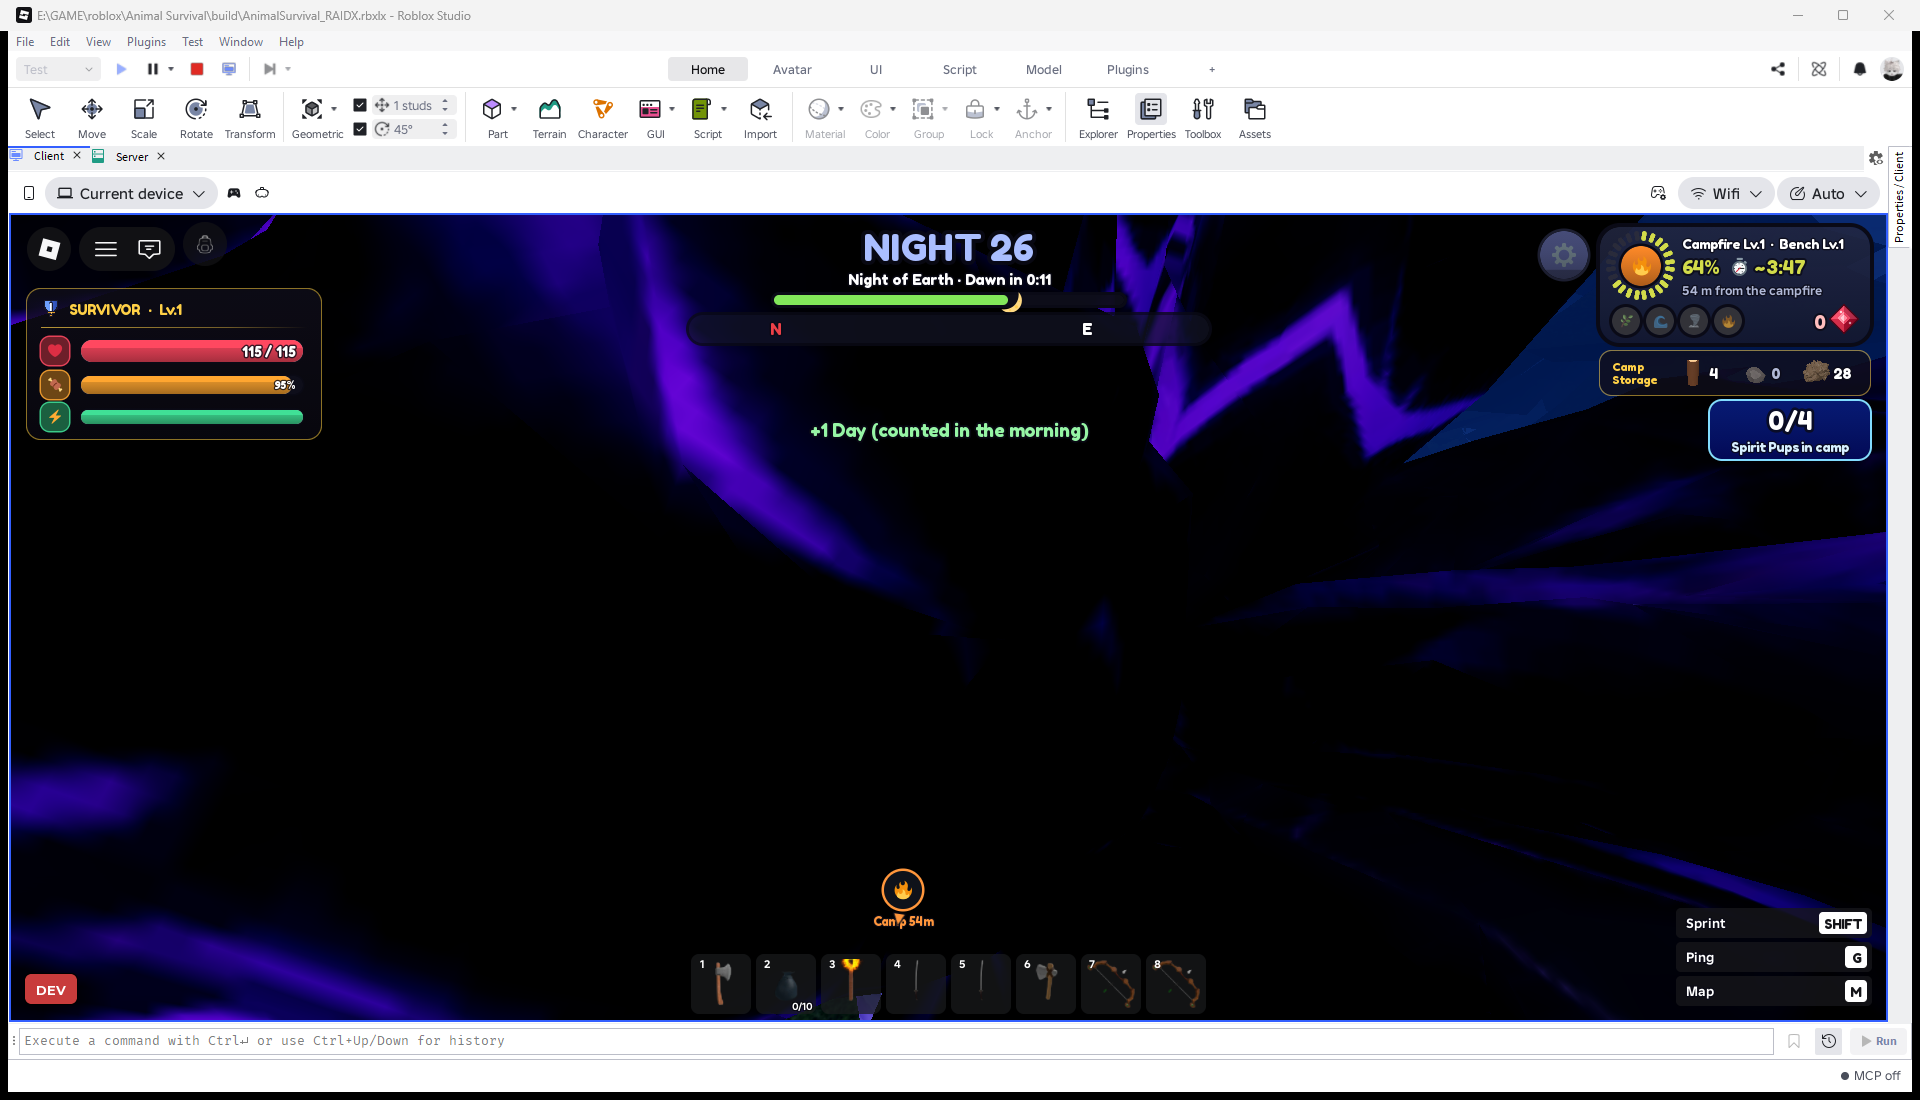 E:\GAME\roblox\Animal Survival\build\AnimalSurvival_RAIDX.rbxlx - Roblox Studio
File Edit View Plugins Test Window Help
Test
Home Avatar UI Script Model Plugins +
1 studs
45°
Select Move Scale Rotate Transform Geometric Part Terrain Character GUI Script Import Material Color Group Lock Anchor Explorer Properties Toolbox Assets
Client Server
Properties / Client
Current device
Wifi Auto
NIGHT 26
Night of Earth · Dawn in 0:11
N E
+1 Day (counted in the morning)
SURVIVOR · Lv.1
115 / 115
95%
Campfire Lv.1 · Bench Lv.1
64% ~3:47
54 m from the campfire
0
Camp Storage 4 0 28
0/4
Spirit Pups in camp
Camp 54m
1 2 3 4 5 6 7 8
0/10
Sprint SHIFT
Ping G
Map M
DEV
Execute a command with Ctrl↵ or use Ctrl+Up/Down for history
Run
MCP off